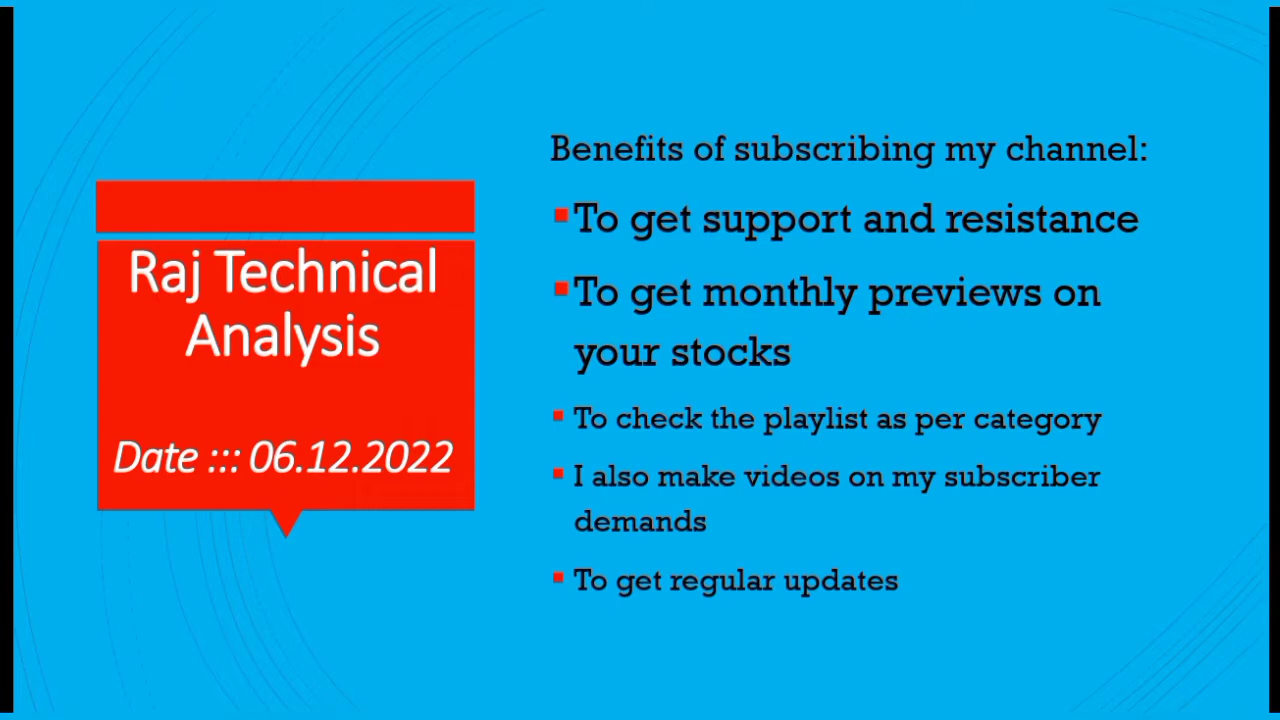 Raj Technical
Analysis
Date ::: 06.12.2022
Benefits of subscribing my channel:
To get support and resistance
To get monthly previews on
your stocks
To check the playlist as per category
I also make videos on my subscriber
demands
To get regular updates